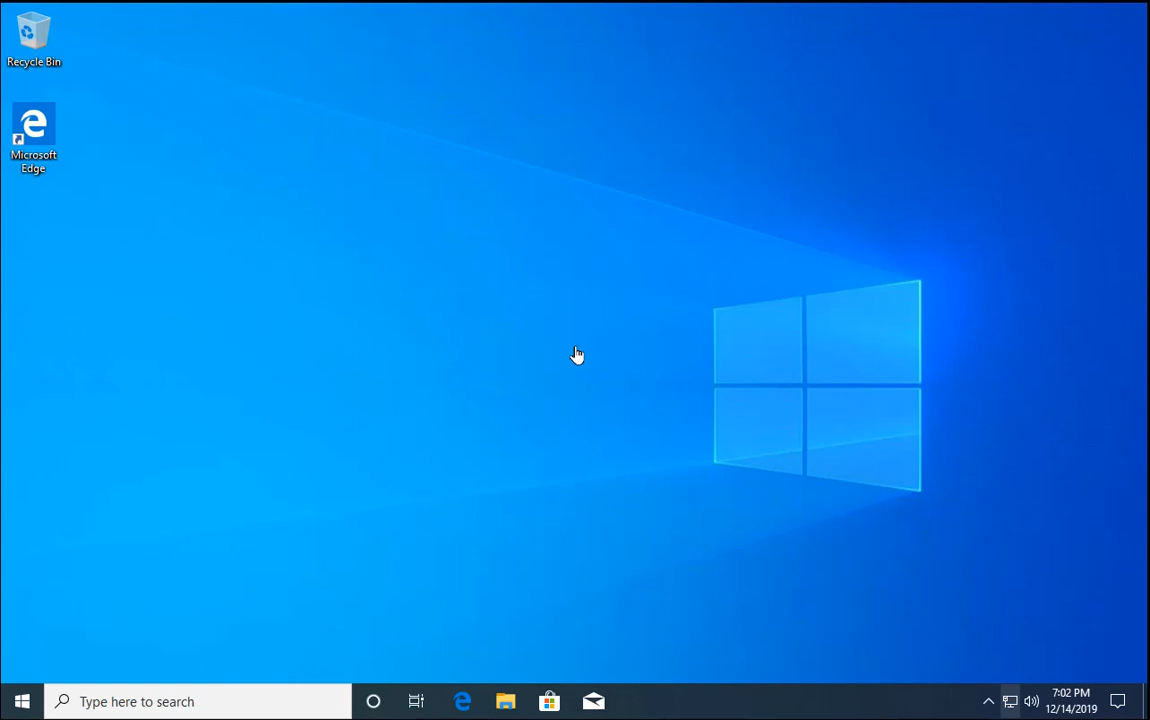 Recycle Bin
Microsoft
Edge
Type here to search
7:02 PM
12/14/2019